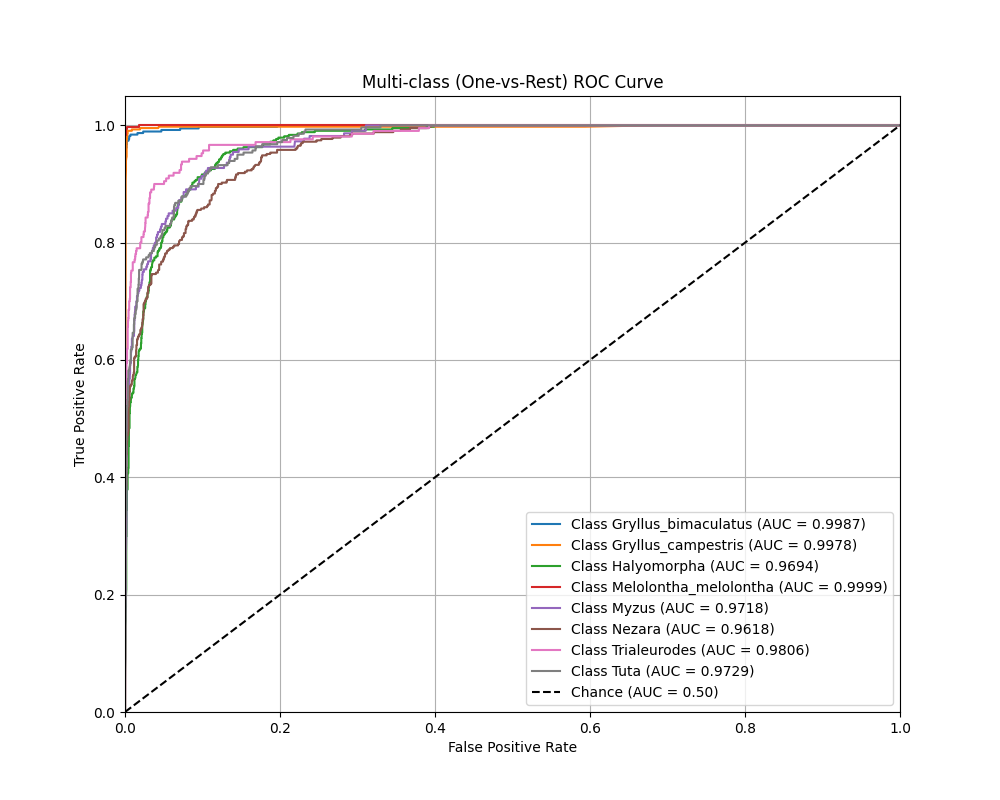 Multi-class (One-vs-Rest) ROC Curve
True Positive Rate
1.0
0.8
0.6
0.4
0.2
0.0
0.0 0.2 0.4 0.6 0.8 1.0
False Positive Rate
Class Gryllus_bimaculatus (AUC = 0.9987)
Class Gryllus_campestris (AUC = 0.9978)
Class Halyomorpha (AUC = 0.9694)
Class Melolontha_melolontha (AUC = 0.9999)
Class Myzus (AUC = 0.9718)
Class Nezara (AUC = 0.9618)
Class Trialeurodes (AUC = 0.9806)
Class Tuta (AUC = 0.9729)
Chance (AUC = 0.50)